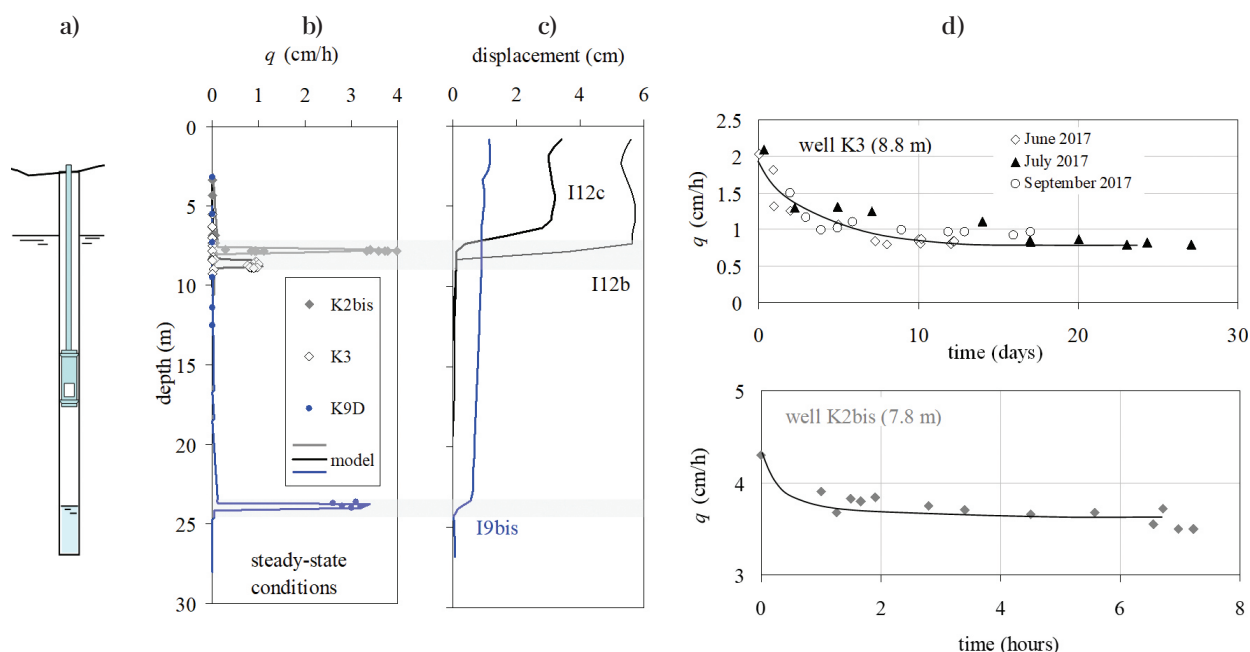 a)
b)
c)
d)
q (cm/h)
displacement (cm)
0 1 2 3 4
0 2 4 6
0
5
10
15
20
25
30
depth (m)
K2bis
K3
K9D
model
steady-state
conditions
I12c
I12b
I9bis
2.5
2
1.5
1
0.5
0
q (cm/h)
well K3 (8.8 m)
June 2017
July 2017
September 2017
0 10 20 30
time (days)
5
4
3
q (cm/h)
well K2bis (7.8 m)
0 2 4 6 8
time (hours)